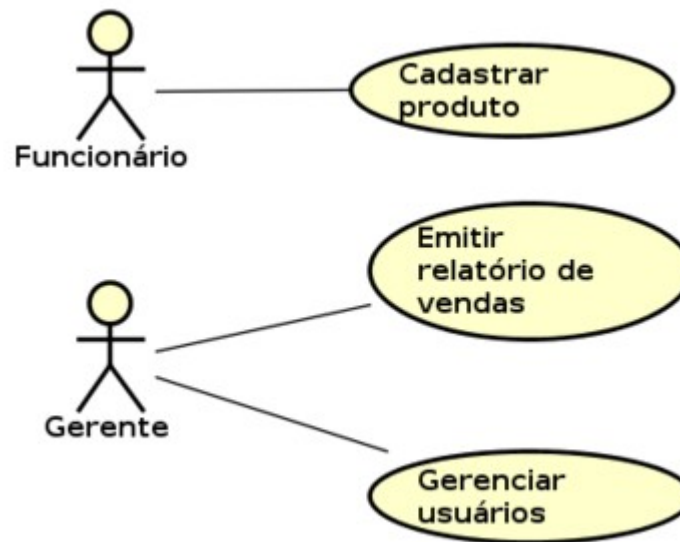 Cadastrar
produto
Funcionário
Emitir
relatório de
vendas
Gerente
Gerenciar
usuários